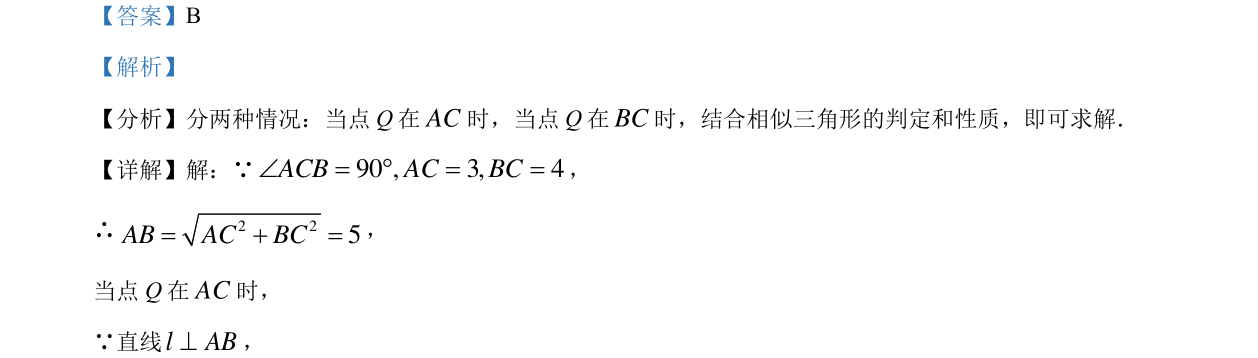 【答案】B
【解析】
【分析】分两种情况：当点 Q 在 AC 时，当点 Q 在 BC 时，结合相似三角形的判定和性质，即可求解．
【详解】解：∵ ∠ACB = 90°, AC = 3, BC = 4，
∴ AB = √(AC² + BC²) = 5，
当点 Q 在 AC 时，
∵直线 l ⊥ AB，